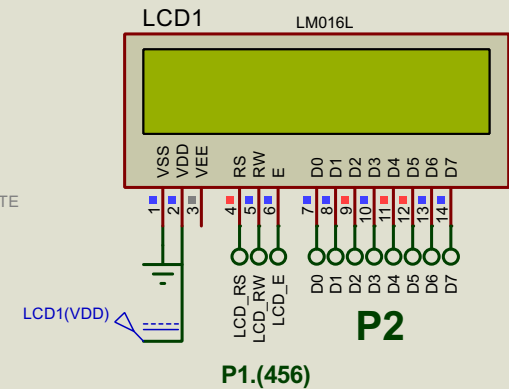 LCD1
LM016L
VSS VDD VEE RS RW E D0 D1 D2 D3 D4 D5 D6 D7
TE
1 2 3 4 5 6 7 8 9 10 11 12 13 14
LCD_RS LCD_RW LCD_E D0 D1 D2 D3 D4 D5 D6 D7
LCD1(VDD)
P2
P1.(456)